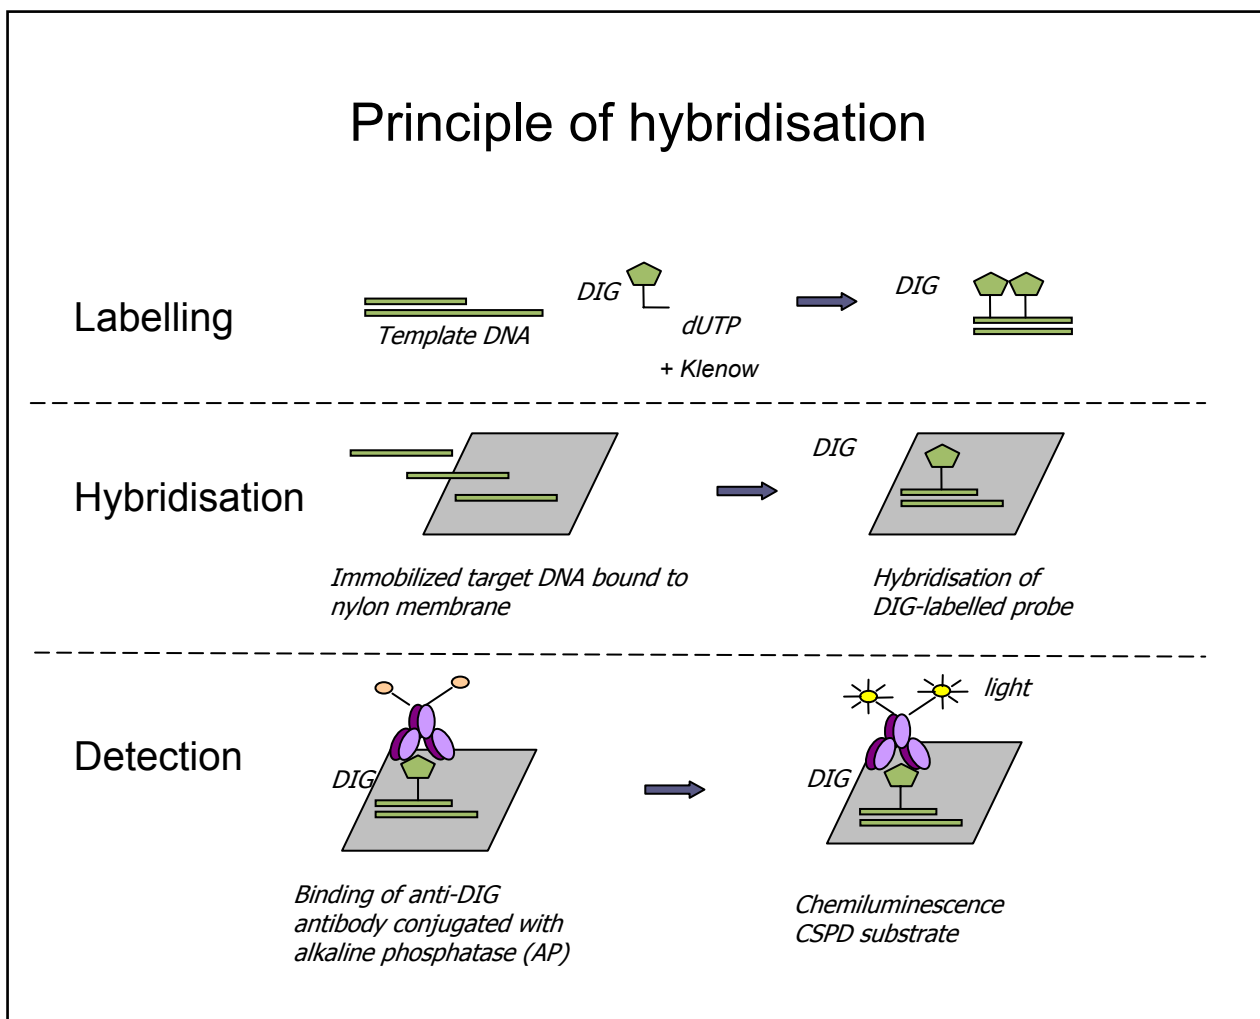 Principle of hybridisation
Labelling
Template DNA
DIG
dUTP
+ Klenow
DIG
Hybridisation
Immobilized target DNA bound to
nylon membrane
DIG
Hybridisation of
DIG-labelled probe
Detection
DIG
Binding of anti-DIG
antibody conjugated with
alkaline phosphatase (AP)
light
DIG
Chemiluminescence
CSPD substrate